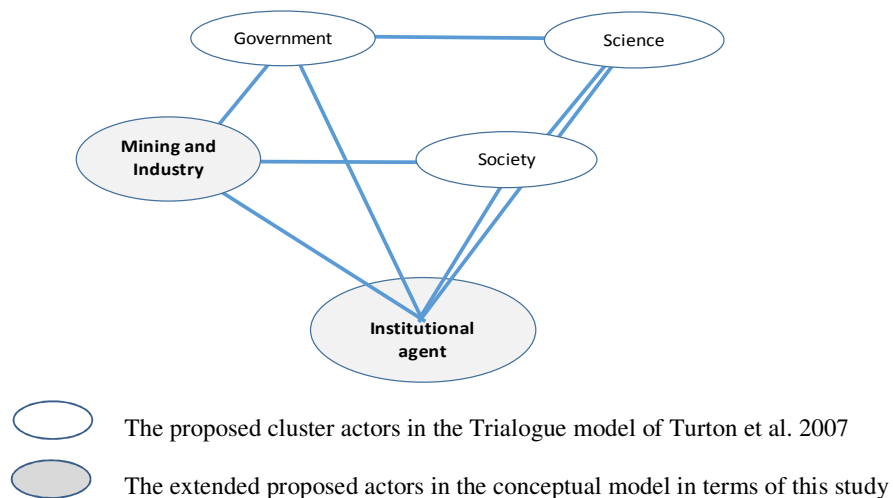 Government
Science
Mining and
Industry
Society
Institutional
agent
The proposed cluster actors in the Trialogue model of Turton et al. 2007
The extended proposed actors in the conceptual model in terms of this study